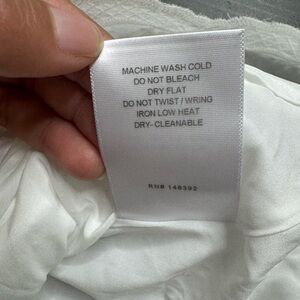 MACHINE WASH COLD
DO NOT BLEACH
DRY FLAT
DO NOT TWIST / WRING
IRON LOW HEAT
DRY- CLEANABLE
RN# 148392